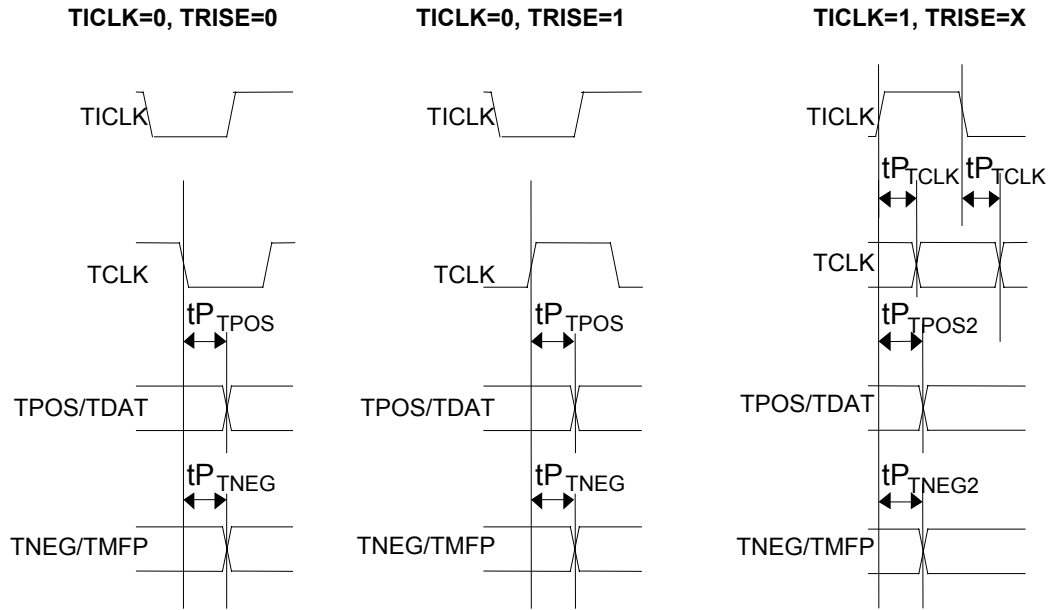 TICLK=0, TRISE=0
TICLK=0, TRISE=1
TICLK=1, TRISE=X
TICLK
TICLK
TICLK
tPTCLK
tPTCLK
TCLK
TCLK
TCLK
tPTPOS
tPTPOS
tPTPOS2
TPOS/TDAT
TPOS/TDAT
TPOS/TDAT
tPTNEG
tPTNEG
tPTNEG2
TNEG/TMFP
TNEG/TMFP
TNEG/TMFP